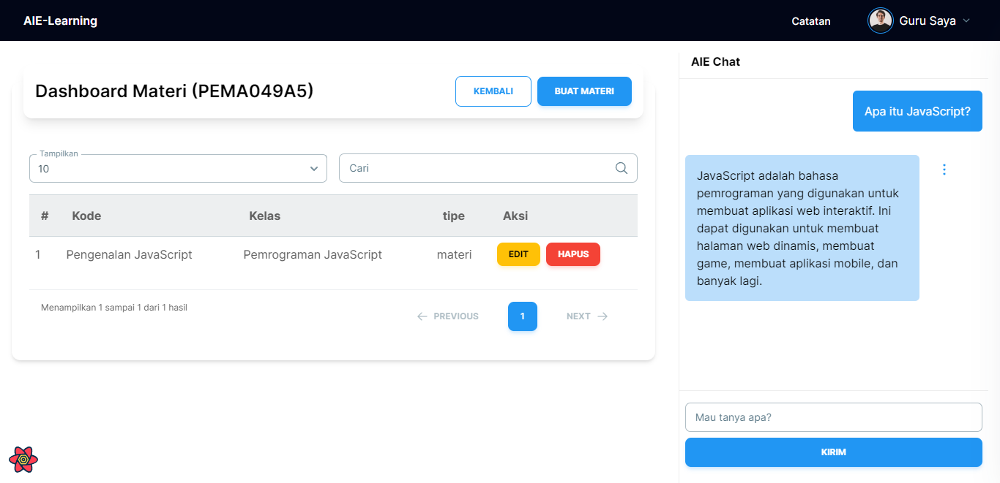 AIE-Learning
Catatan
Guru Saya
Dashboard Materi (PEMA049A5)
KEMBALI
BUAT MATERI
Tampilkan
10
Cari
# Kode Kelas tipe Aksi
1 Pengenalan JavaScript Pemrograman JavaScript materi EDIT HAPUS
Menampilkan 1 sampai 1 dari 1 hasil
PREVIOUS
1
NEXT
AIE Chat
Apa itu JavaScript?
JavaScript adalah bahasa
pemrograman yang digunakan untuk
membuat aplikasi web interaktif. Ini
dapat digunakan untuk membuat
halaman web dinamis, membuat
game, membuat aplikasi mobile, dan
banyak lagi.
Mau tanya apa?
KIRIM